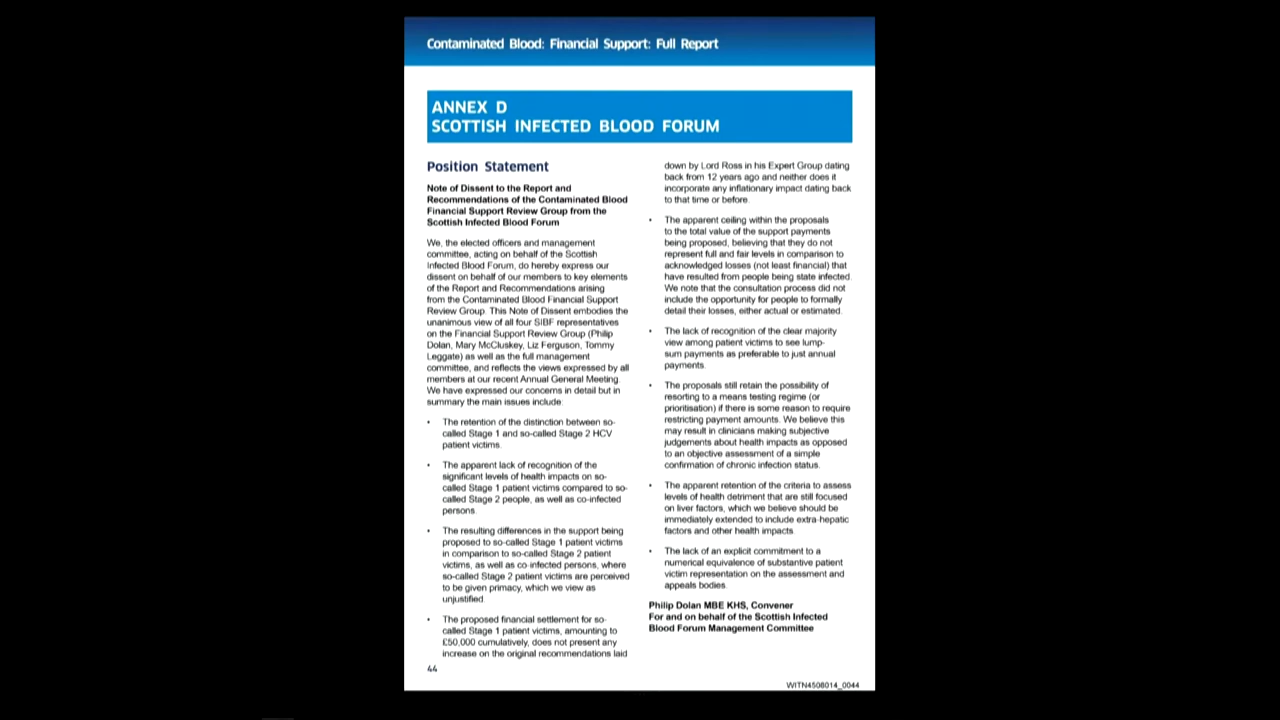 Contaminated Blood: Financial Support: Full Report
ANNEX D
SCOTTISH INFECTED BLOOD FORUM
Position Statement
Note of Dissent to the Report and
Recommendations of the Contaminated Blood
Financial Support Review Group from the
Scottish Infected Blood Forum
We, the elected officers and management
committee, acting on behalf of the Scottish
Infected Blood Forum, do hereby express our
dissent on behalf of our members to key elements
of the Report and Recommendations arising
from the Contaminated Blood Financial Support
Review Group. This Note of Dissent embodies the
unanimous view of all four SIBF representatives
on the Financial Support Review Group (Philip
Dolan, Mary McCluskey, Liz Ferguson, Tommy
Leggate) as well as the full management
committee, and reflects the views expressed by all
members at our recent Annual General Meeting.
We have expressed our concerns in detail but in
summary the main issues include:
• The retention of the distinction between so-
called Stage 1 and so-called Stage 2 HCV
patient victims.
• The apparent lack of recognition of the
significant levels of health impacts on so-
called Stage 1 patient victims compared to so-
called Stage 2 people, as well as co-infected
persons.
• The resulting differences in the support being
proposed to so-called Stage 1 patient victims
in comparison to so-called Stage 2 patient
victims, as well as co-infected persons, where
so-called Stage 2 patient victims are perceived
to be given primacy, which we view as
unjustified.
• The proposed financial settlement for so-
called Stage 1 patient victims, amounting to
£50,000 cumulatively, does not present any
increase on the original recommendations laid
44
down by Lord Ross in his Expert Group dating
back from 12 years ago and neither does it
incorporate any inflationary impact dating back
to that time or before.
• The apparent ceiling within the proposals
to the total value of the support payments
being proposed, believing that they do not
represent full and fair levels in comparison to
acknowledged losses (not least financial) that
have resulted from people being state infected.
We note that the consultation process did not
include the opportunity for people to formally
detail their losses, either actual or estimated.
• The lack of recognition of the clear majority
view among patient victims to see lump-
sum payments as preferable to just annual
payments.
• The proposals still retain the possibility of
resorting to a means testing regime (or
prioritisation) if there is some reason to require
restricting payment amounts. We believe this
may result in clinicians making subjective
judgements about health impacts as opposed
to an objective assessment of a simple
confirmation of chronic infection status.
• The apparent retention of the criteria to assess
levels of health detriment that are still focused
on liver factors, which we believe should be
immediately extended to include extra-hepatic
factors and other health impacts
• The lack of an explicit commitment to a
numerical equivalence of substantive patient
victim representation on the assessment and
appeals bodies.
Philip Dolan MBE KHS, Convener
For and on behalf of the Scottish Infected
Blood Forum Management Committee
WITN4508014_0044